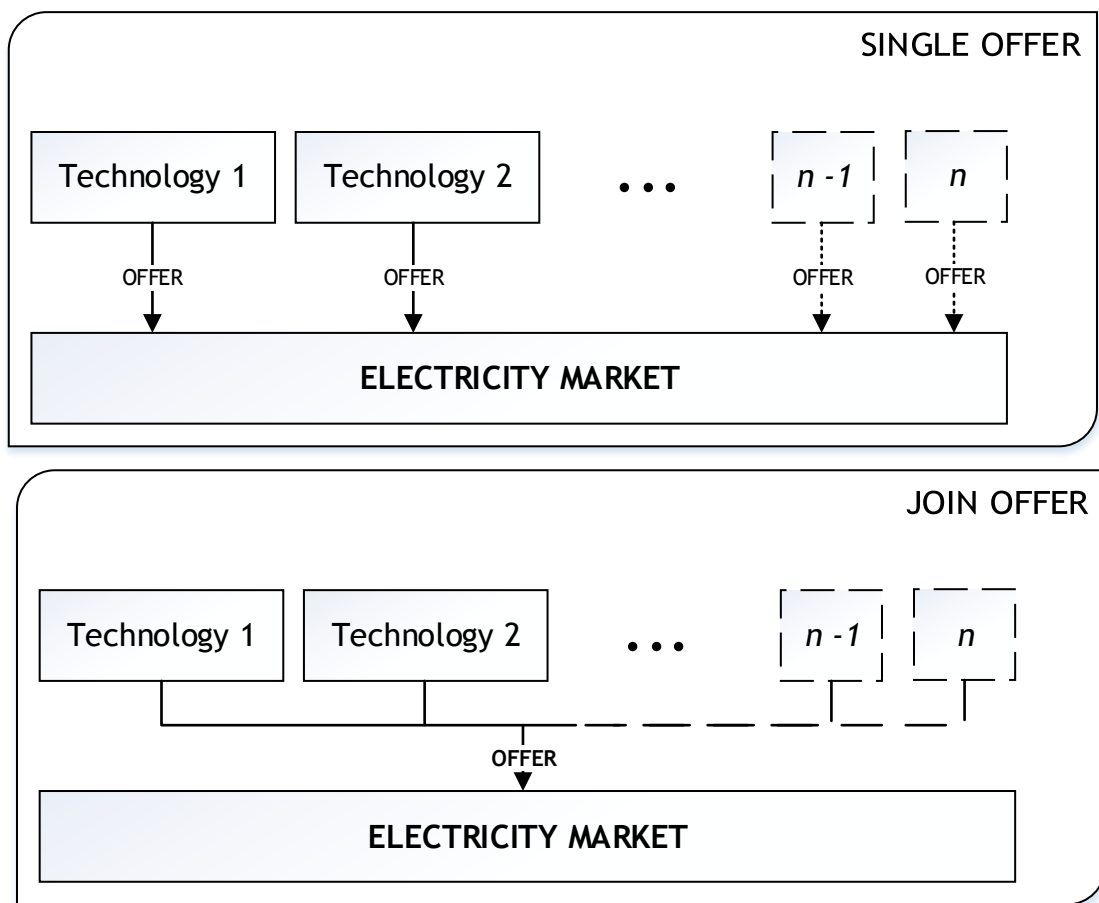 SINGLE OFFER
Technology 1
Technology 2
...
n -1
n
OFFER
OFFER
OFFER
OFFER
ELECTRICITY MARKET
JOIN OFFER
Technology 1
Technology 2
...
n -1
n
OFFER
ELECTRICITY MARKET